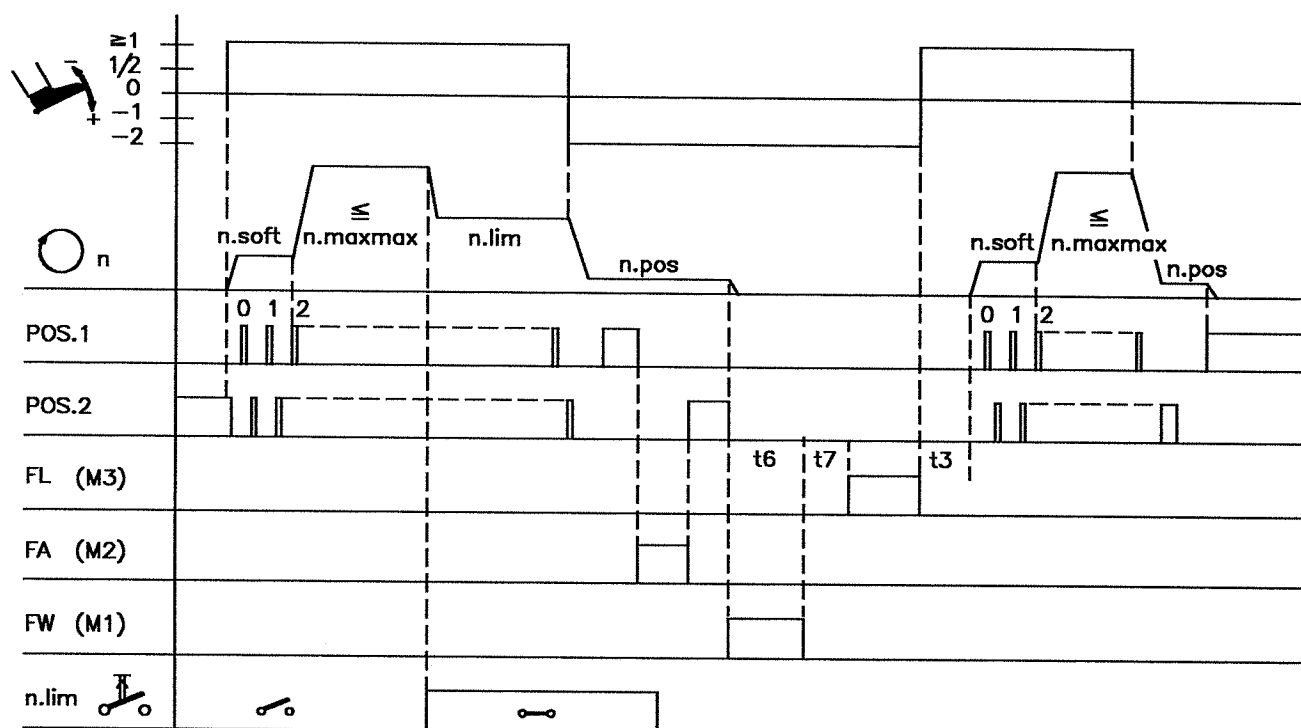 ≧1
1/2
0
−1
−2
−
+
n
n.soft
≦
n.maxmax
n.lim
n.pos
n.soft
≦
n.maxmax
n.pos
POS.1
0 1 2
0 1 2
POS.2
FL (M3)
t6 t7 t3
FA (M2)
FW (M1)
n.lim